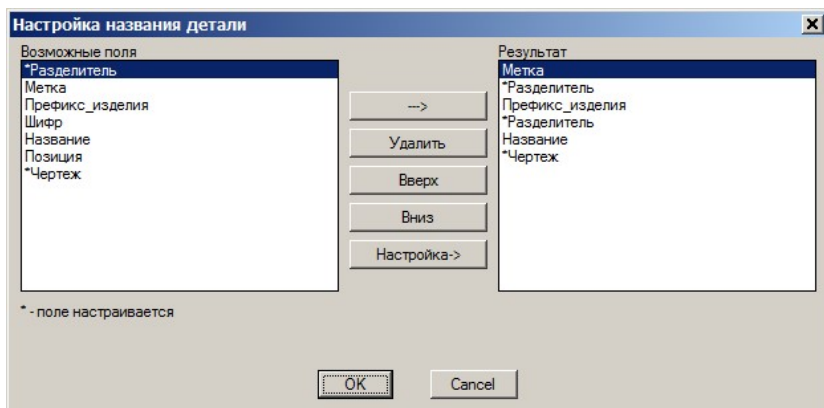 Настройка названия детали
Возможные поля
*Разделитель
Метка
Префикс_изделия
Шифр
Название
Позиция
*Чертеж
--->
Удалить
Вверх
Вниз
Настройка->
Результат
Метка
*Разделитель
Префикс_изделия
*Разделитель
Название
*Чертеж
* - поле настраивается
OK
Cancel